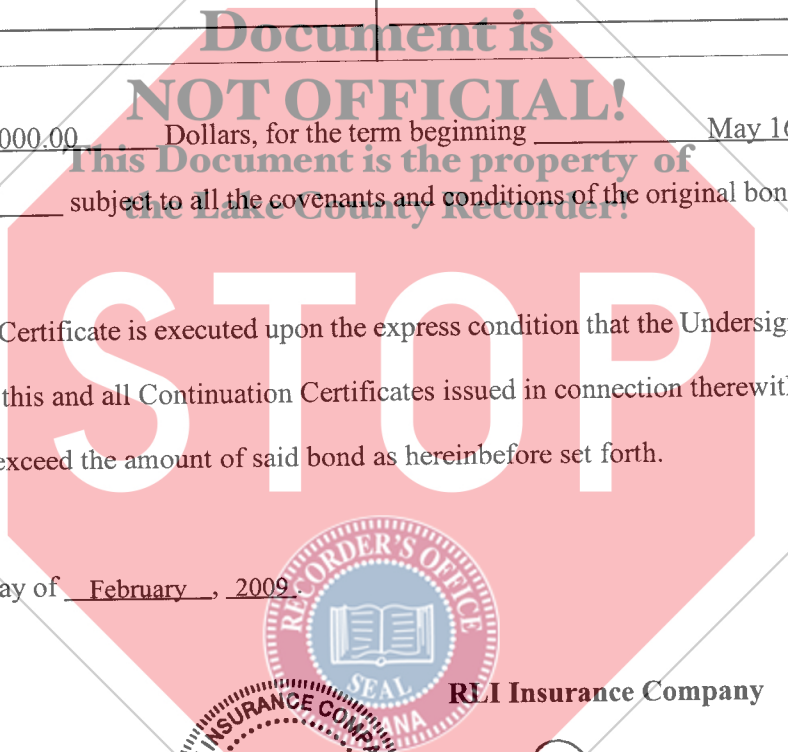 Document is
NOT OFFICIAL!
000.00 Dollars, for the term beginning May 16
This Document is the property of
subject to all the covenants and conditions of the original bon
the Lake County Recorder!
STOP
Certificate is executed upon the express condition that the Undersig
this and all Continuation Certificates issued in connection therewith
exceed the amount of said bond as hereinbefore set forth.
RECORDER'S OFFICE
ay of February , 2009.
SEAL
RLI Insurance Company
INSURANCE COMPA
IANA